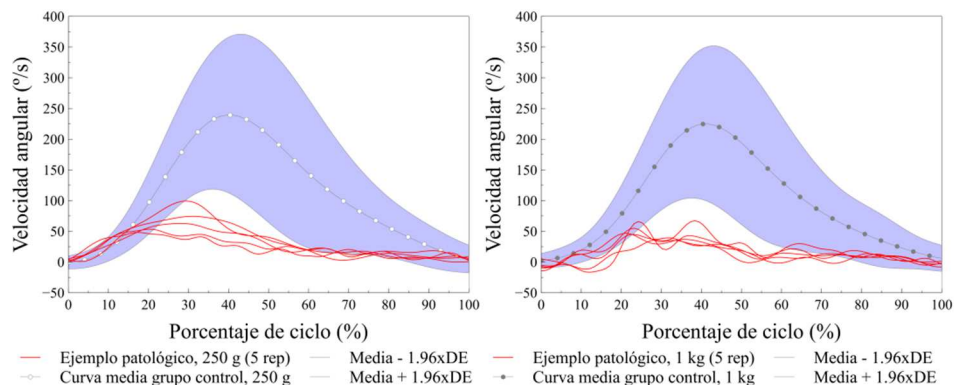 Velocidad angular (º/s)
400
350
300
250
200
150
100
50
0
−50
0 10 20 30 40 50 60 70 80 90 100
Porcentaje de ciclo (%)
Ejemplo patológico, 250 g (5 rep)
Media - 1.96xDE
Curva media grupo control, 250 g
Media + 1.96xDE
Velocidad angular (º/s)
400
350
300
250
200
150
100
50
0
−50
0 10 20 30 40 50 60 70 80 90 100
Porcentaje de ciclo (%)
Ejemplo patológico, 1 kg (5 rep)
Media - 1.96xDE
Curva media grupo control, 1 kg
Media + 1.96xDE